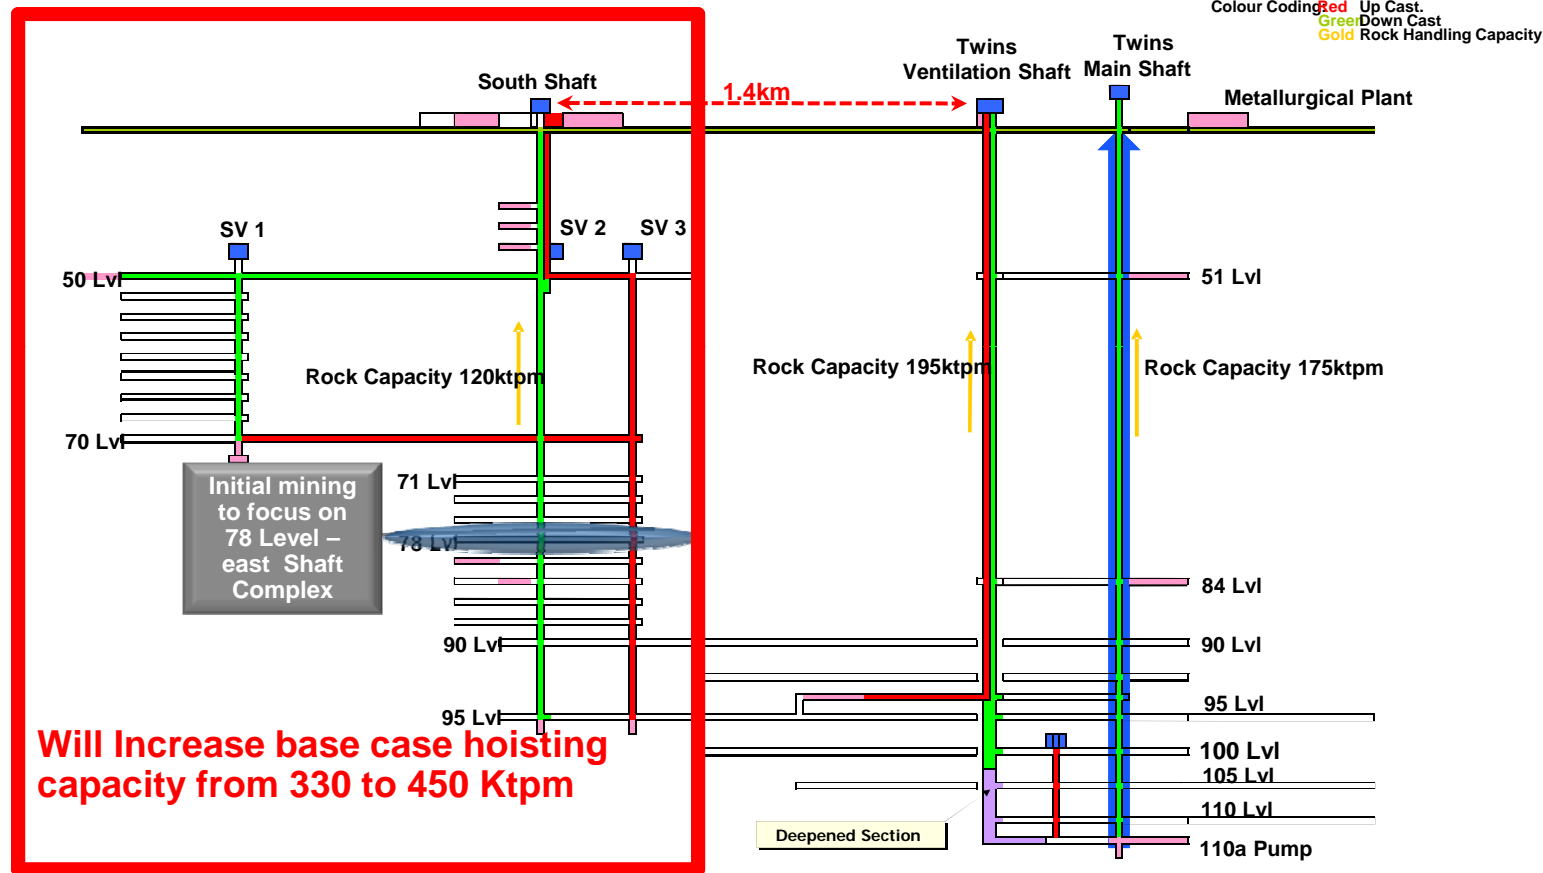 Colour Coding:
Red Up Cast.
Green Down Cast
Gold Rock Handling Capacity
Twins
Ventilation Shaft
Twins
Main Shaft
South Shaft
1.4km
Metallurgical Plant
SV 1
SV 2
SV 3
50 Lvl
51 Lvl
Rock Capacity 120ktpm
Rock Capacity 195ktpm
Rock Capacity 175ktpm
70 Lvl
71 Lvl
Initial mining
to focus on
78 Level –
east Shaft
Complex
78 Lvl
84 Lvl
90 Lvl
90 Lvl
95 Lvl
95 Lvl
Will Increase base case hoisting
capacity from 330 to 450 Ktpm
100 Lvl
105 Lvl
110 Lvl
Deepened Section
110a Pump